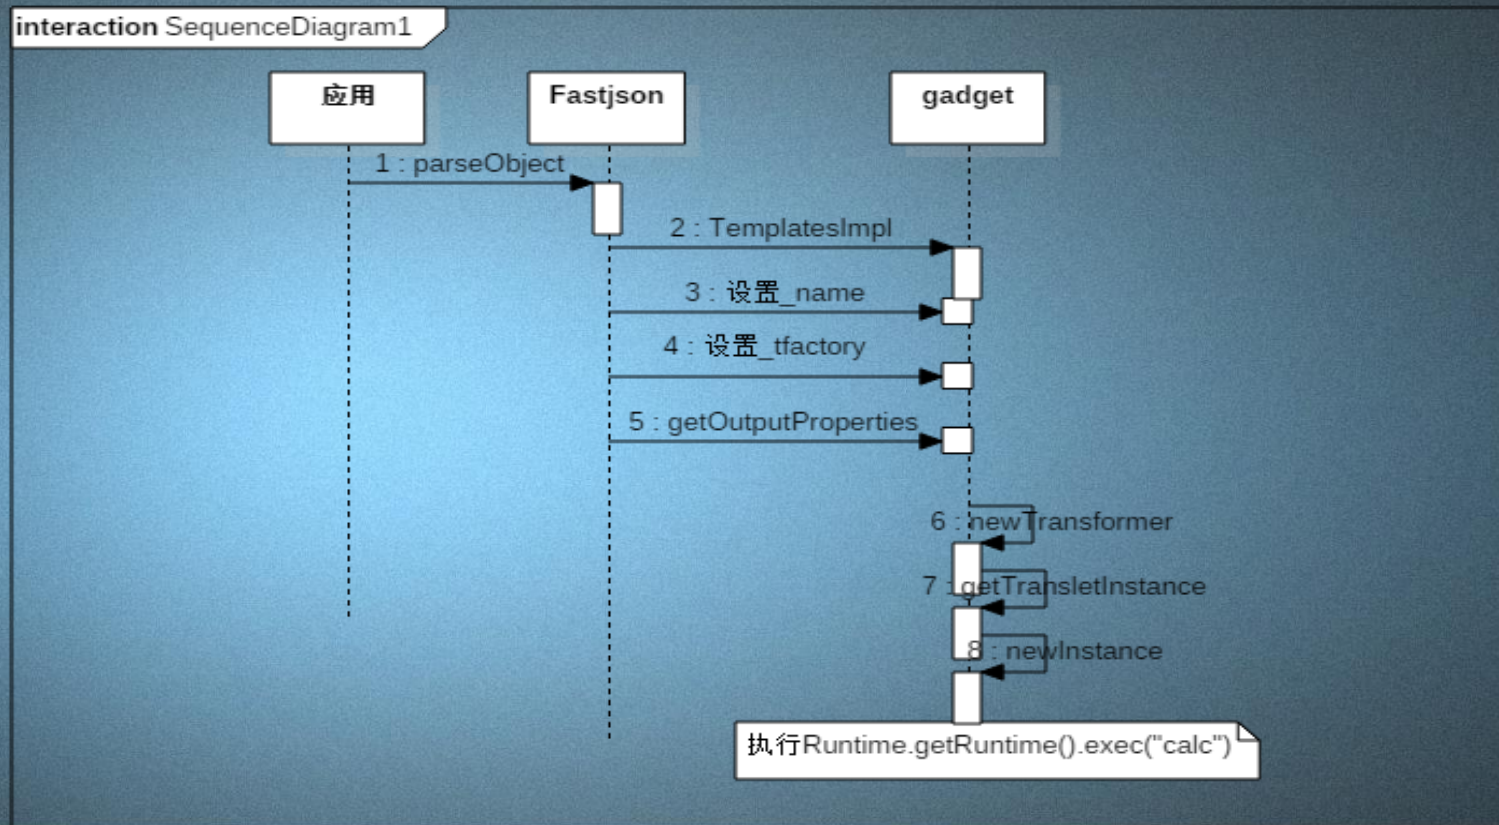 interaction SequenceDiagram1
应用
Fastjson
gadget
1 : parseObject
2 : TemplatesImpl
3 : 设置_name
4 : 设置_tfactory
5 : getOutputProperties
6 : newTransformer
7 : getTransletInstance
8 : newInstance
执行Runtime.getRuntime().exec("calc")